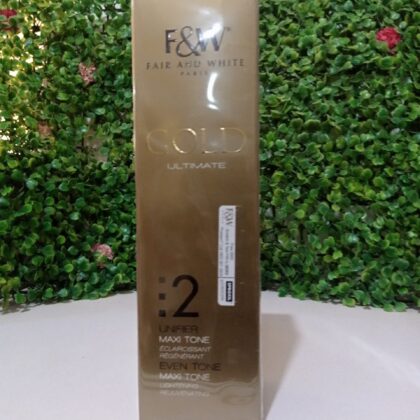 F&W
FAIR AND WHITE
PARIS
GOLD
ULTIMATE
F&W
2
UNIFIER
MAXI TONE
ÉCLAIRCISSANT
RÉGÉNÉRANT
EVEN TONE
MAXI TONE
LIGHTENING
REJUVENATING